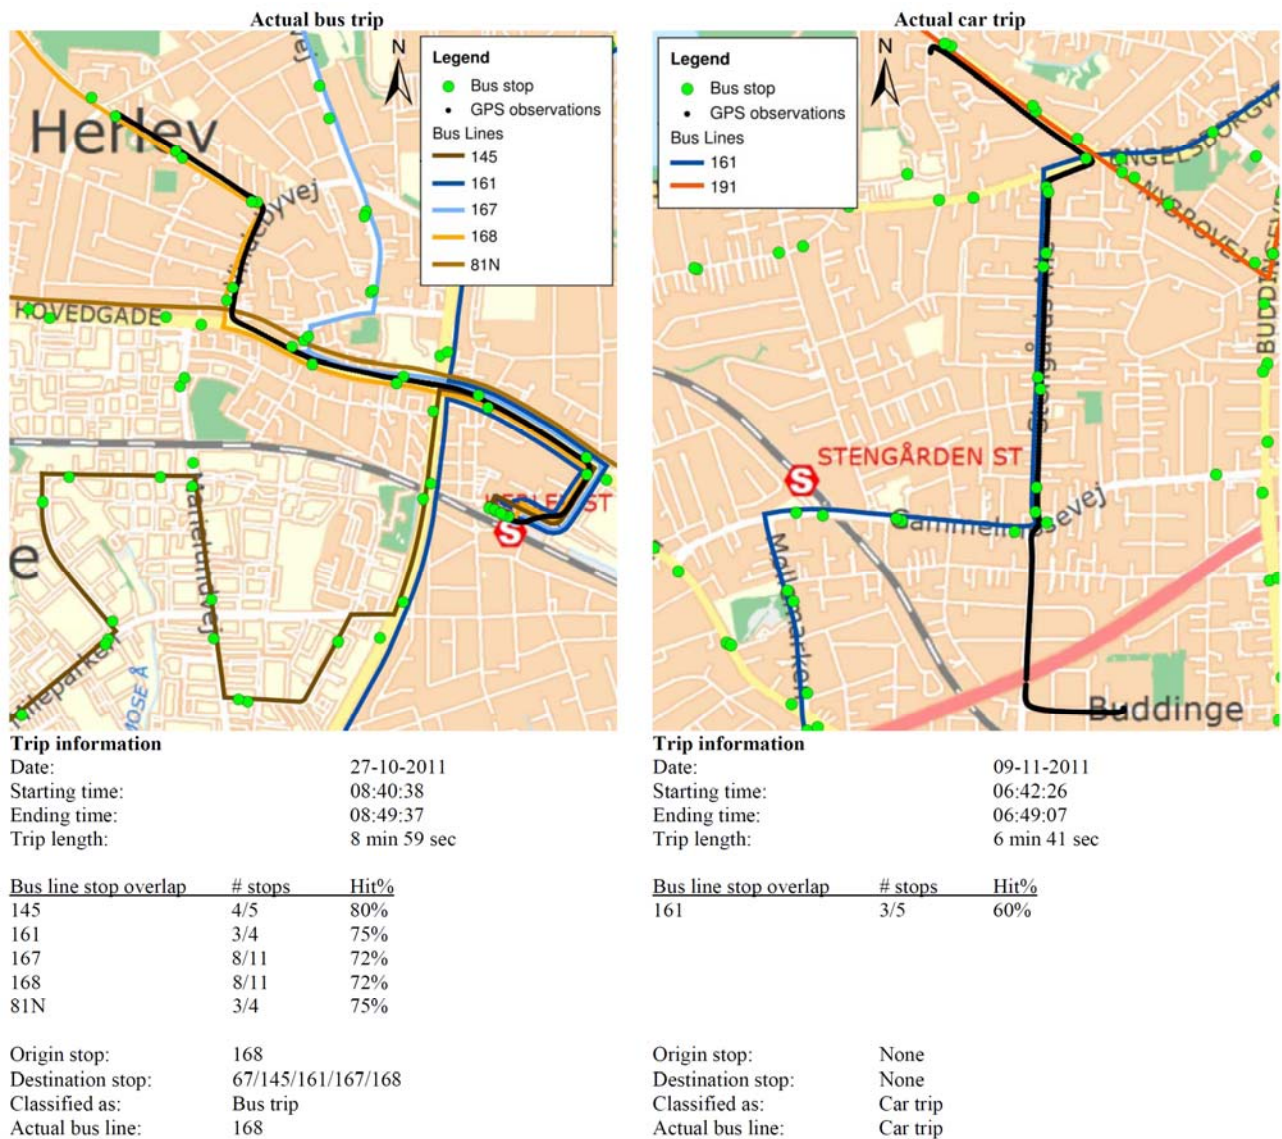 Actual bus trip
Herlev
N
Legend
Bus stop
GPS observations
Bus Lines
145
161
167
168
81N
HOVEDGADE
Marielundvej
MOSE Å
Trip information
Date: 27-10-2011
Starting time: 08:40:38
Ending time: 08:49:37
Trip length: 8 min 59 sec
Bus line stop overlap # stops Hit%
145 4/5 80%
161 3/4 75%
167 8/11 72%
168 8/11 72%
81N 3/4 75%
Origin stop: 168
Destination stop: 67/145/161/167/168
Classified as: Bus trip
Actual bus line: 168
Actual car trip
N
Legend
Bus stop
GPS observations
Bus Lines
161
191
NYBROVEJ
STENGÅRDEN ST
S
Buddinge
Trip information
Date: 09-11-2011
Starting time: 06:42:26
Ending time: 06:49:07
Trip length: 6 min 41 sec
Bus line stop overlap # stops Hit%
161 3/5 60%
Origin stop: None
Destination stop: None
Classified as: Car trip
Actual bus line: Car trip